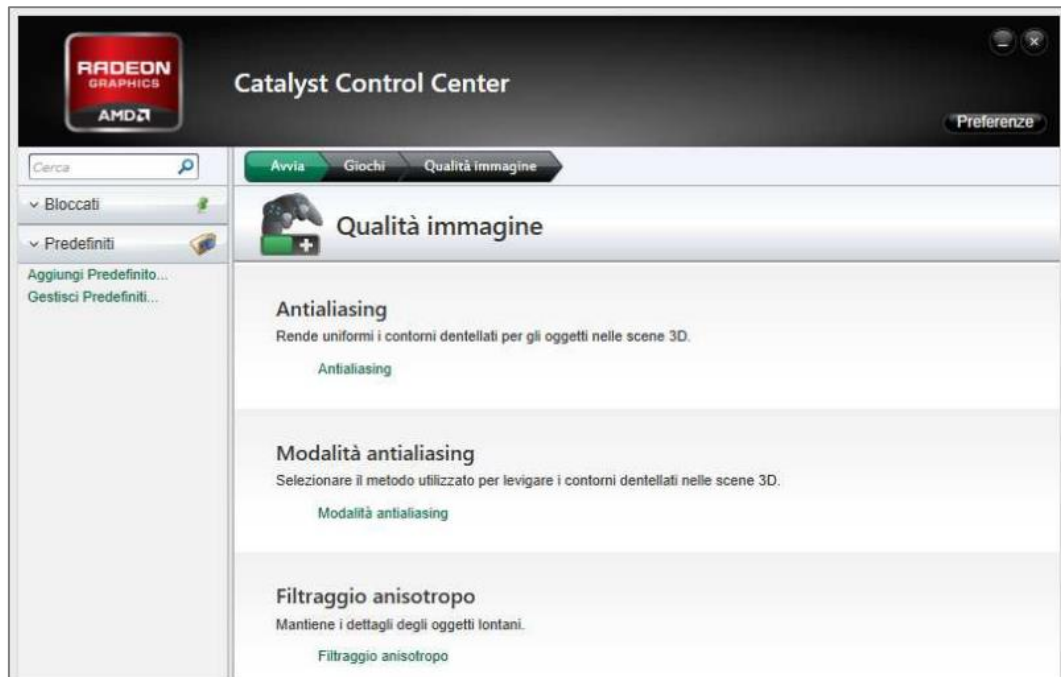 RADEON
GRAPHICS
AMD
Catalyst Control Center
Preferenze
Cerca
Avvia Giochi Qualità immagine
Bloccati
Predefiniti
Aggiungi Predefinito...
Gestisci Predefiniti...
Qualità immagine
Antialiasing
Rende uniformi i contorni dentellati per gli oggetti nelle scene 3D.
Antialiasing
Modalità antialiasing
Selezionare il metodo utilizzato per levigare i contorni dentellati nelle scene 3D.
Modalità antialiasing
Filtraggio anisotropo
Mantiene i dettagli degli oggetti lontani.
Filtraggio anisotropo